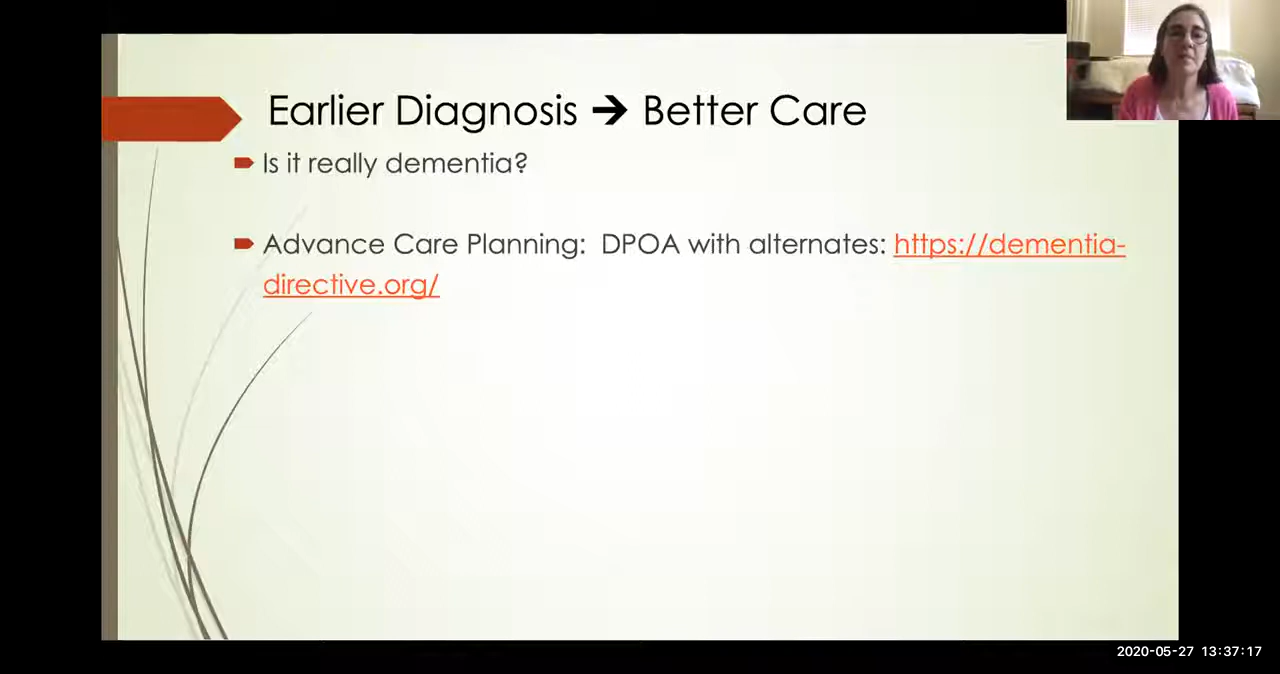 Earlier Diagnosis → Better Care
Is it really dementia?
Advance Care Planning:  DPOA with alternates: https://dementia-
directive.org/
2020-05-27 13:37:17